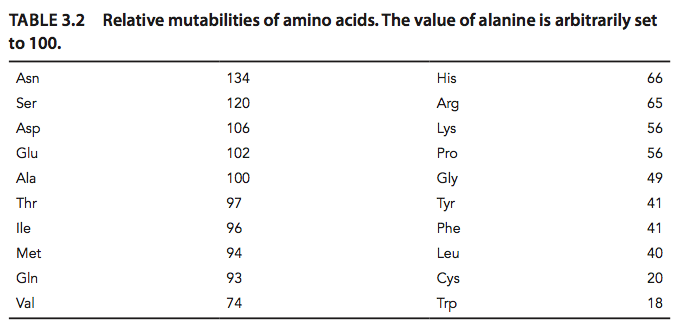 TABLE 3.2 Relative mutabilities of amino acids. The value of alanine is arbitrarily set
to 100.
Asn 134 His 66
Ser 120 Arg 65
Asp 106 Lys 56
Glu 102 Pro 56
Ala 100 Gly 49
Thr 97 Tyr 41
Ile 96 Phe 41
Met 94 Leu 40
Gln 93 Cys 20
Val 74 Trp 18